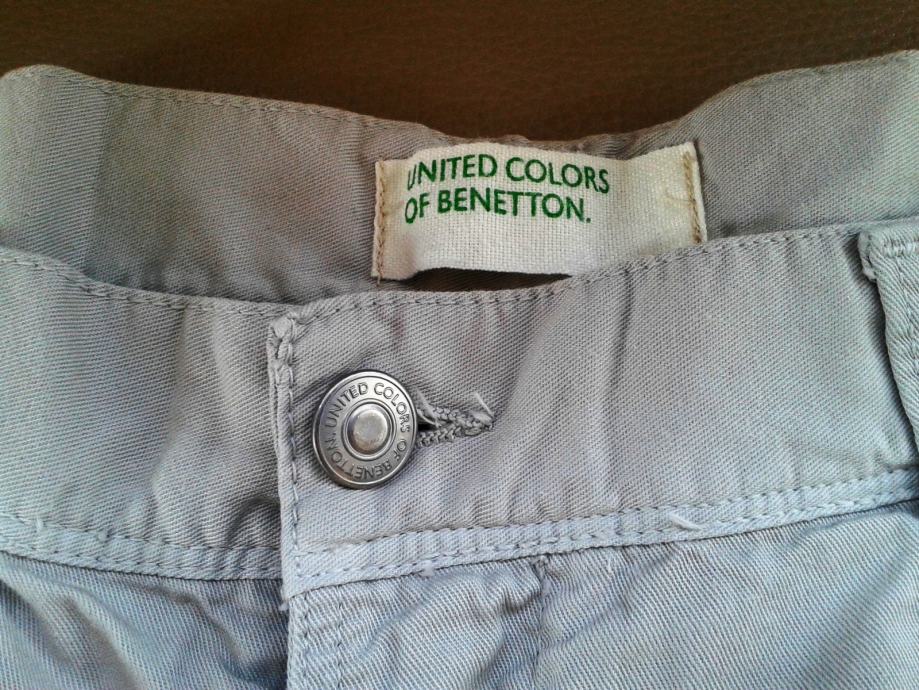 UNITED COLORS
OF BENETTON.
UNITED COLORS OF BENETTON.